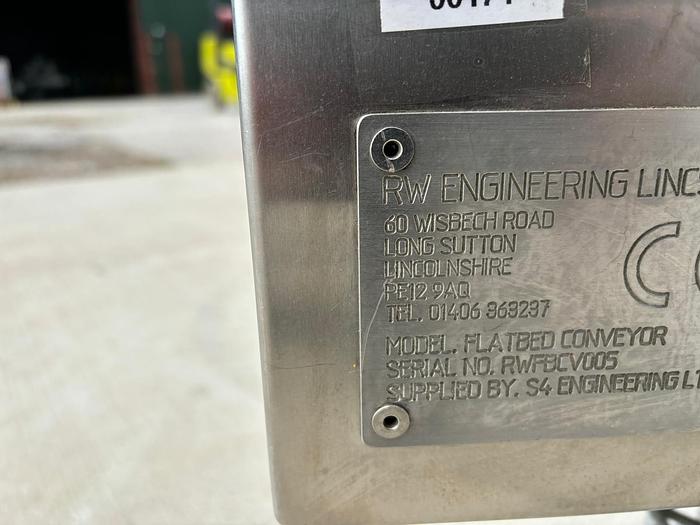 RW ENGINEERING LINCS
60 WISBECH ROAD
LONG SUTTON
LINCOLNSHIRE
PE12 9AQ
TEL. 01406 363237
MODEL. FLATBED CONVEYOR
SERIAL NO. RWFBCV005
SUPPLIED BY. S4 ENGINEERING LT